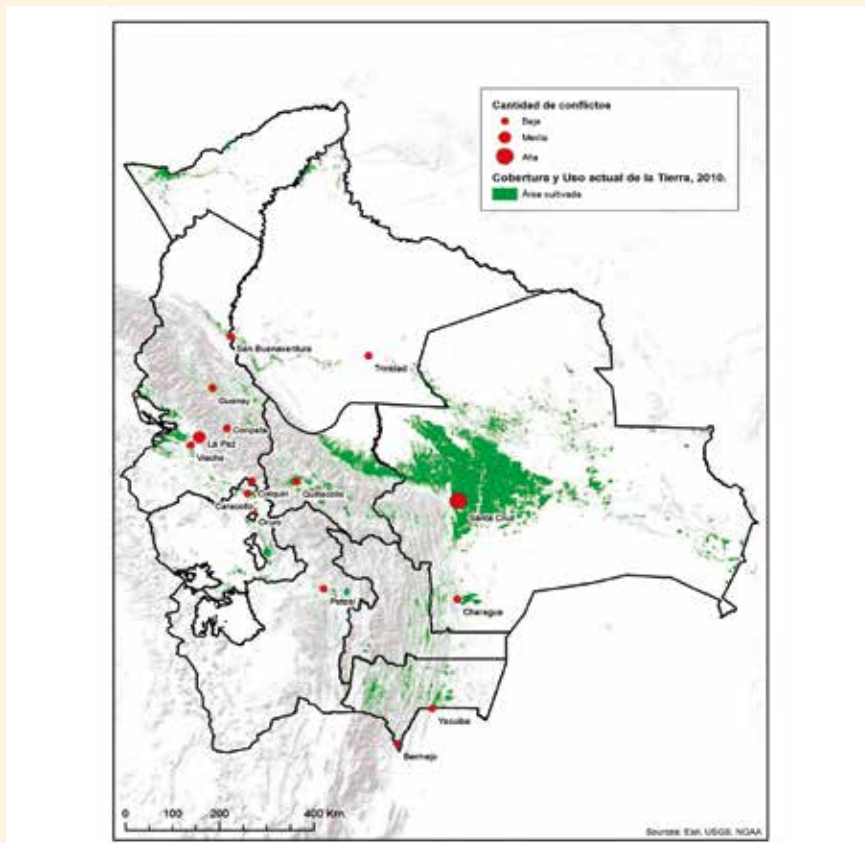 Cantidad de conflictos
Baja
Media
Alta
Cobertura y Uso actual de la Tierra, 2010.
Área cultivada
San Buenaventura
Trinidad
Guanay
Coripata
La Paz
Viacha
Colquiri
Quillacollo
Caracollo
Oruro
Santa Cruz
Potosí
Charagua
Yacuiba
Bermejo
0 100 200 400 Km.
Sources: Esri, USGS, NOAA